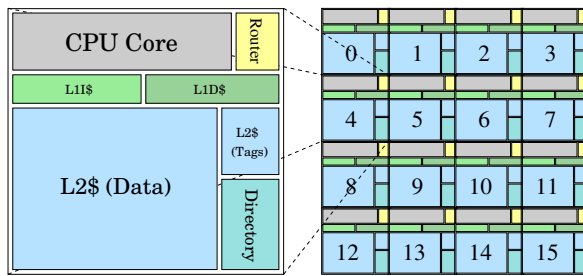 CPU Core
Router
L1I$
L1D$
L2$ (Data)
L2$
(Tags)
Directory
0 1 2 3
4 5 6 7
8 9 10 11
12 13 14 15